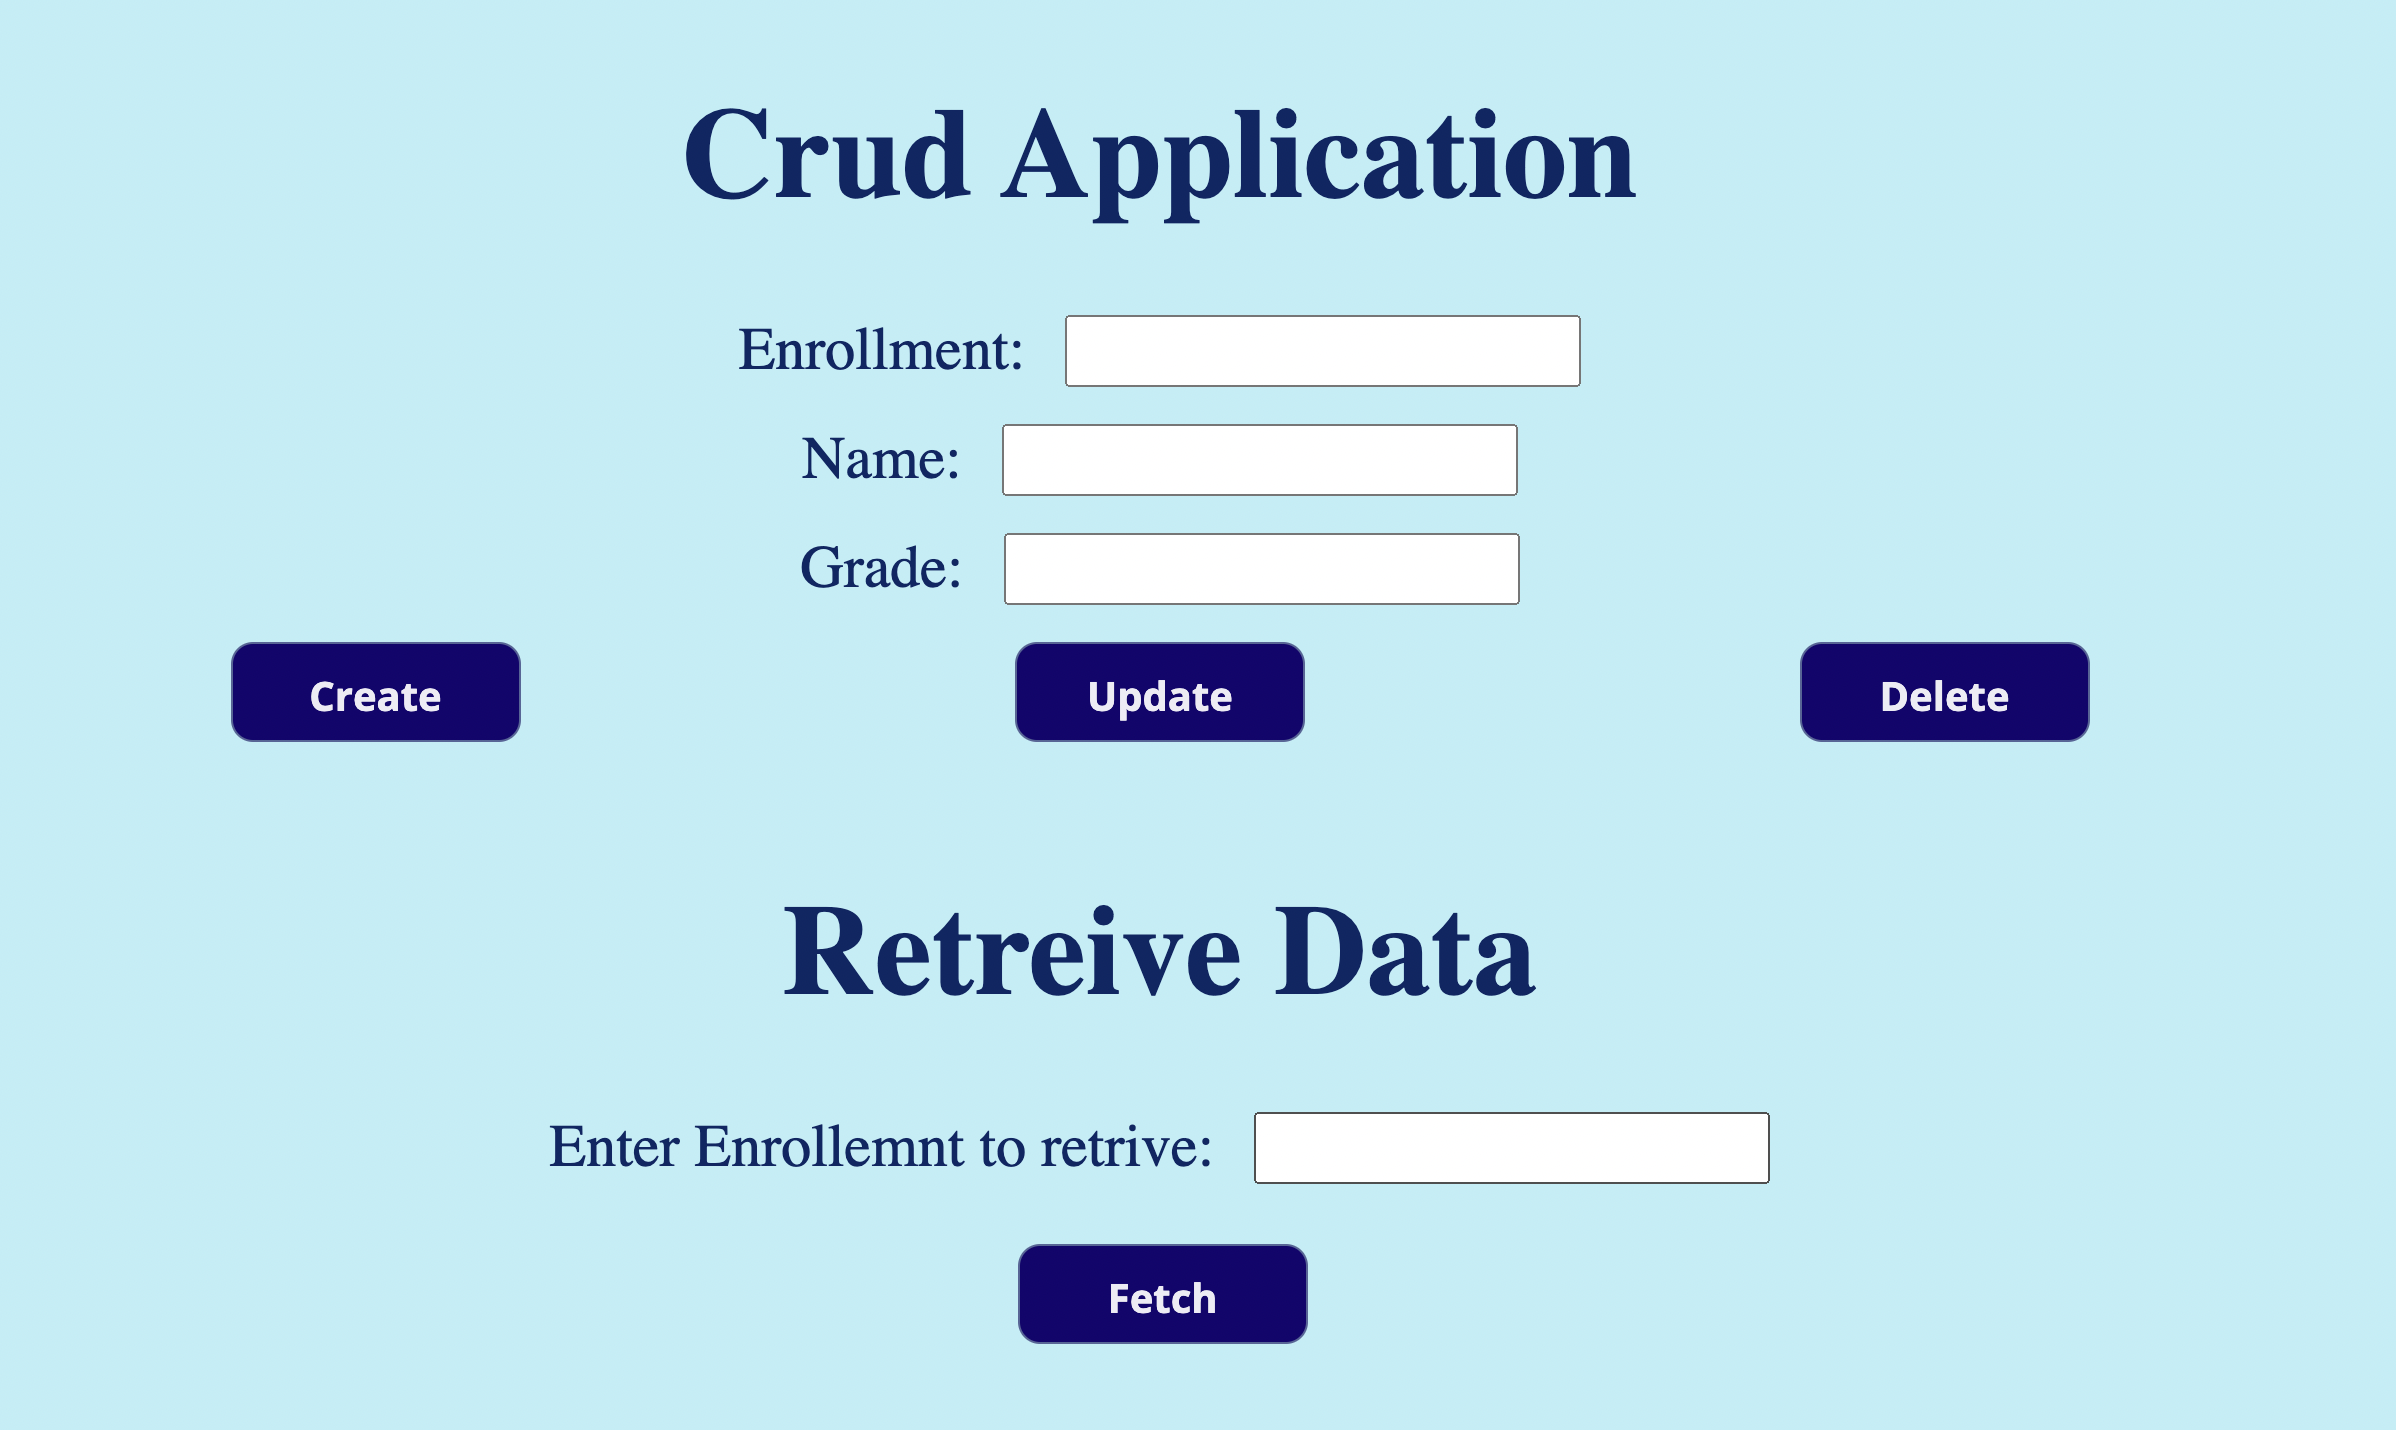 Crud Application
Enrollment:
Name:
Grade:
Create Update Delete
Retreive Data
Enter Enrollemnt to retrive:
Fetch